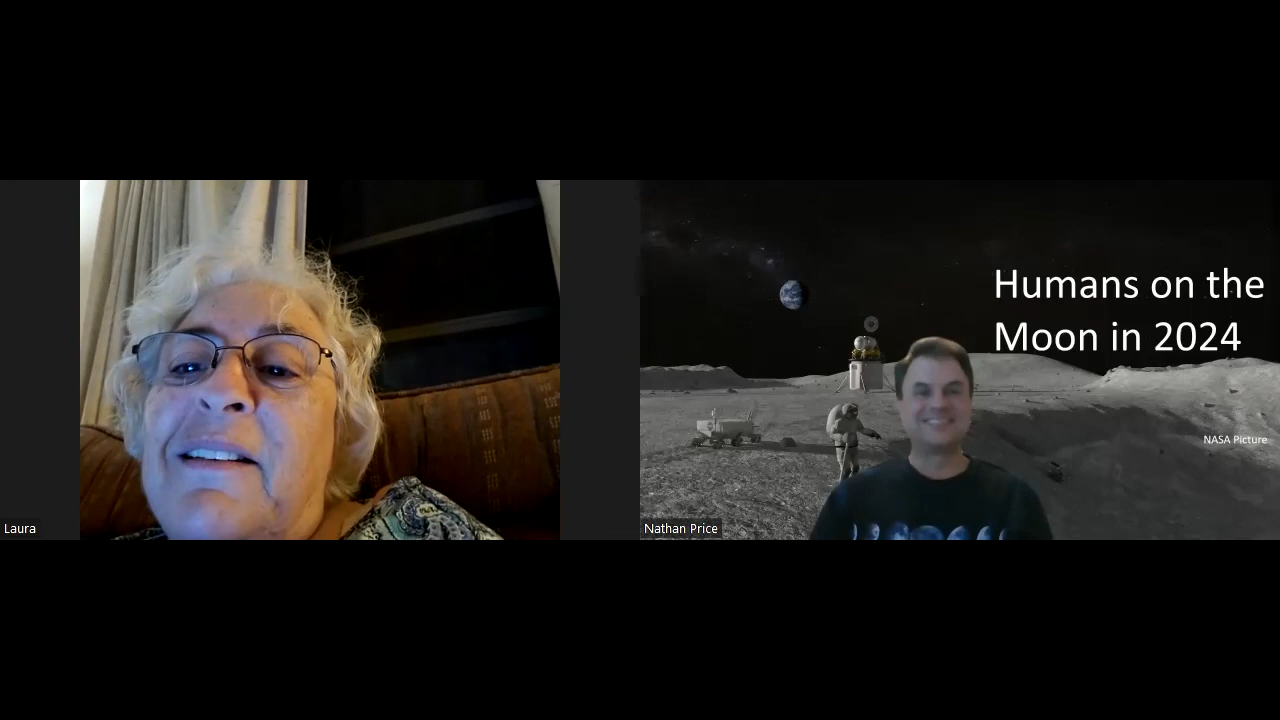 Humans on the
Moon in 2024
NASA Picture
Laura
Nathan Price